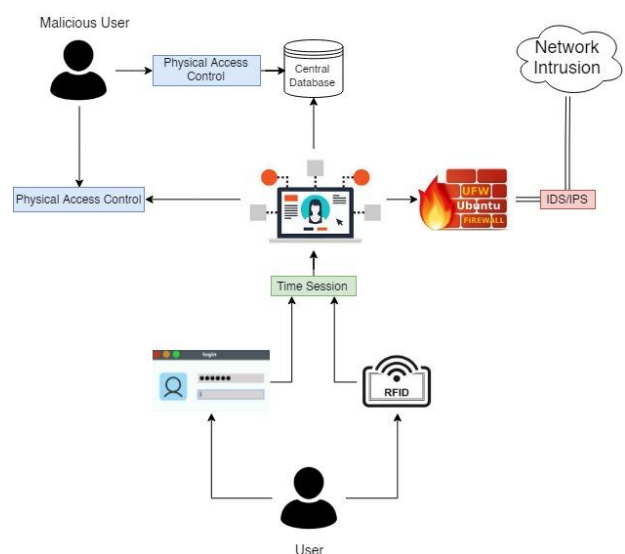 Malicious User
Physical Access
Control
Central
Database
Network
Intrusion
Physical Access Control
UFW
Ubuntu
FIREWALL
IDS/IPS
Time Session
login
RFID
User